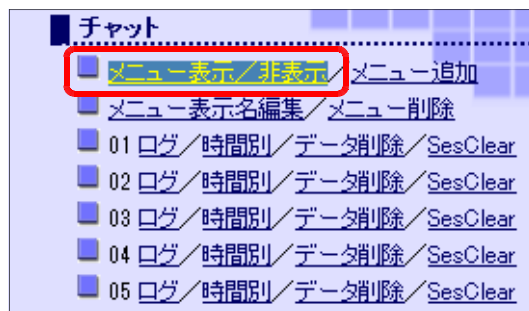 チャット
メニュー表示／非表示／メニュー追加
メニュー表示名編集／メニュー削除
01 ログ／時間別／データ削除／SesClear
02 ログ／時間別／データ削除／SesClear
03 ログ／時間別／データ削除／SesClear
04 ログ／時間別／データ削除／SesClear
05 ログ／時間別／データ削除／SesClear